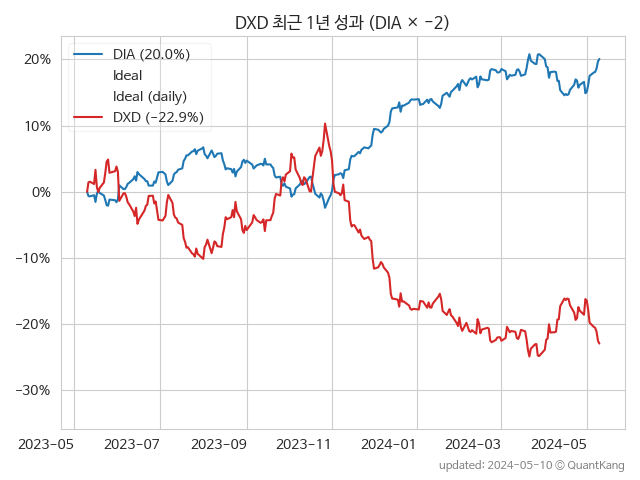 DXD 최근 1년 성과 (DIA × −2)
DIA (20.0%)
Ideal
Ideal (daily)
DXD (−22.9%)
20%
10%
0%
−10%
−20%
−30%
2023-05 2023-07 2023-09 2023-11 2024-01 2024-03 2024-05
updated: 2024-05-10 © QuantKang